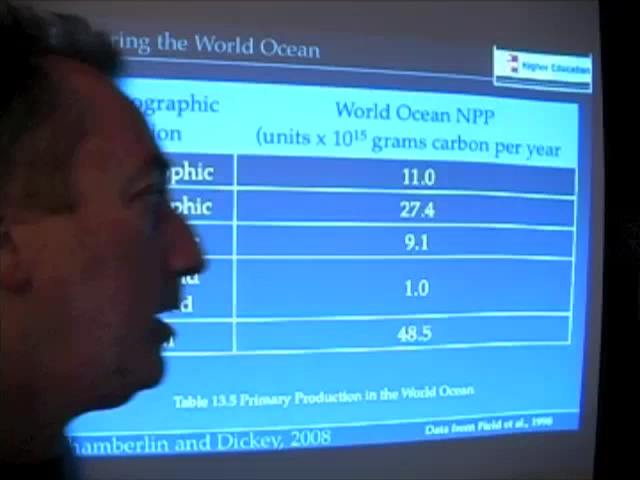 ring the World Ocean
Higher Education
ographic World Ocean NPP
ion (units x 10¹⁵ grams carbon per year
phic 11.0
phic 27.4
9.1
1.0
d
48.5
Table 13.5 Primary Production in the World Ocean
hamberlin and Dickey, 2008
Data from Field et al., 1998